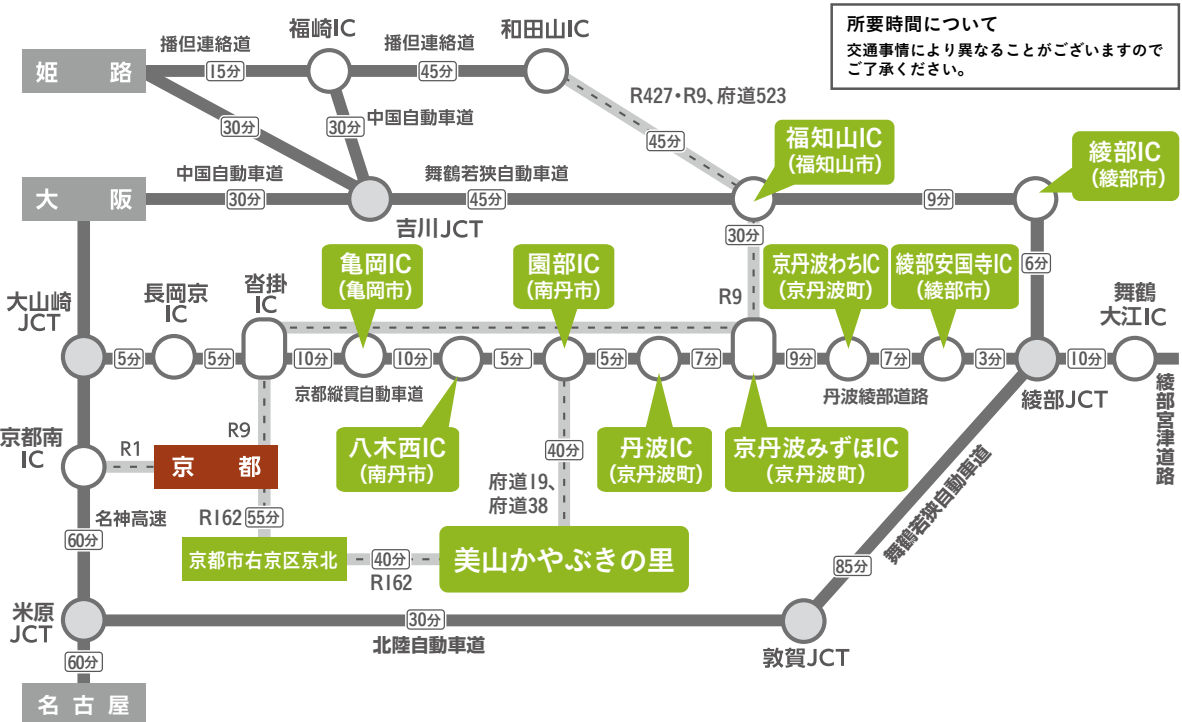 所要時間について
交通事情により異なることがございますので
ご了承ください。
福崎IC
和田山IC
播但連絡道
播但連絡道
姫路
15分
45分
R427・R9、府道523
30分
30分
中国自動車道
45分
福知山IC
(福知山市)
綾部IC
(綾部市)
中国自動車道
舞鶴若狭自動車道
大阪
30分
45分
9分
吉川JCT
30分
亀岡IC
(亀岡市)
園部IC
(南丹市)
京丹波わちIC
(京丹波町)
綾部安国寺IC
(綾部市)
6分
沓掛
IC
長岡京
IC
大山崎
JCT
R9
舞鶴
大江IC
5分
5分
10分
10分
5分
5分
7分
9分
7分
3分
10分
京都縦貫自動車道
丹波綾部道路
綾部JCT
綾部宮津道路
京都南
IC
R1
R9
京都
八木西IC
(南丹市)
40分
丹波IC
(京丹波町)
京丹波みずほIC
(京丹波町)
府道19、
府道38
舞鶴若狭自動車道
名神高速
R162
55分
60分
京都市右京区京北
40分
R162
美山かやぶきの里
85分
米原
JCT
30分
北陸自動車道
敦賀JCT
60分
名古屋